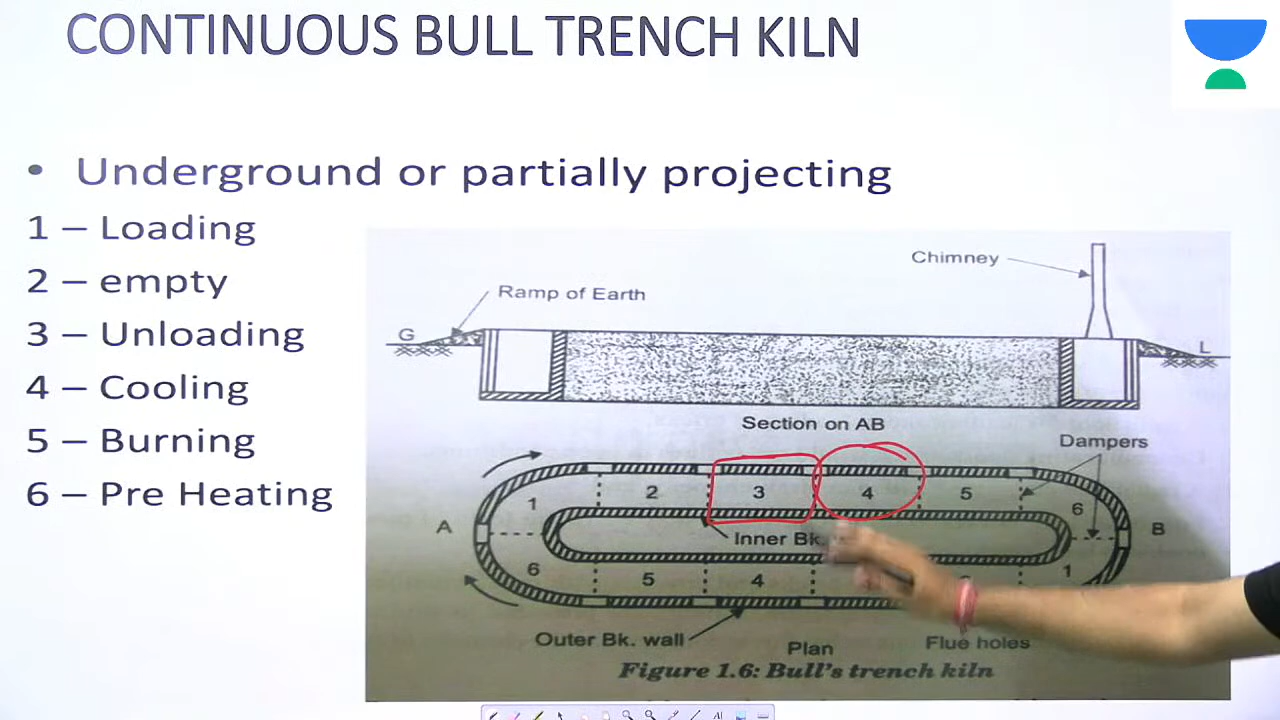 CONTINUOUS BULL TRENCH KILN
• Underground or partially projecting
1 – Loading
2 – empty
3 – Unloading
4 – Cooling
5 – Burning
6 – Pre Heating
Chimney
Ramp of Earth
G
L
Section on AB
Dampers
1 2 3 4 5 6
A
B
Inner Bk.
6 5 4 1
Outer Bk. wall
Plan
Flue holes
Figure 1.6: Bull's trench kiln